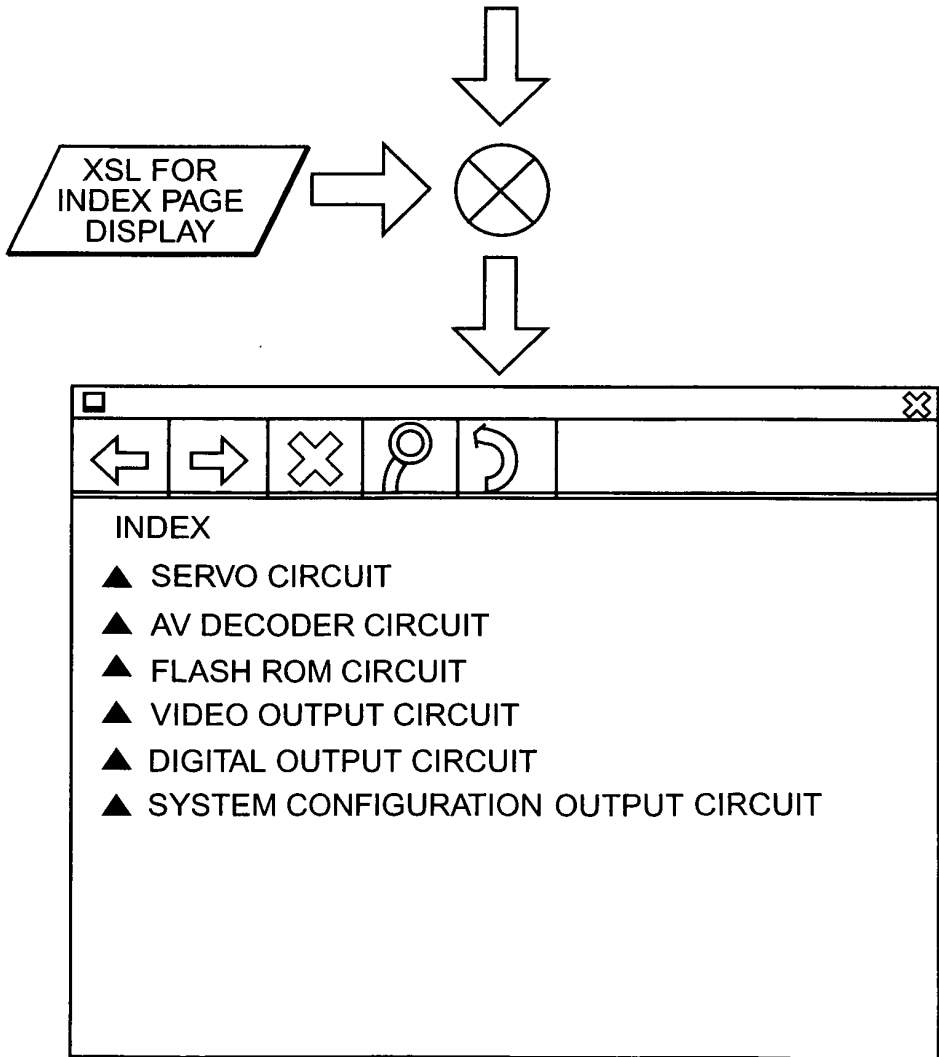 XSL FOR
INDEX PAGE
DISPLAY
INDEX
▲ SERVO CIRCUIT
▲ AV DECODER CIRCUIT
▲ FLASH ROM CIRCUIT
▲ VIDEO OUTPUT CIRCUIT
▲ DIGITAL OUTPUT CIRCUIT
▲ SYSTEM CONFIGURATION OUTPUT CIRCUIT